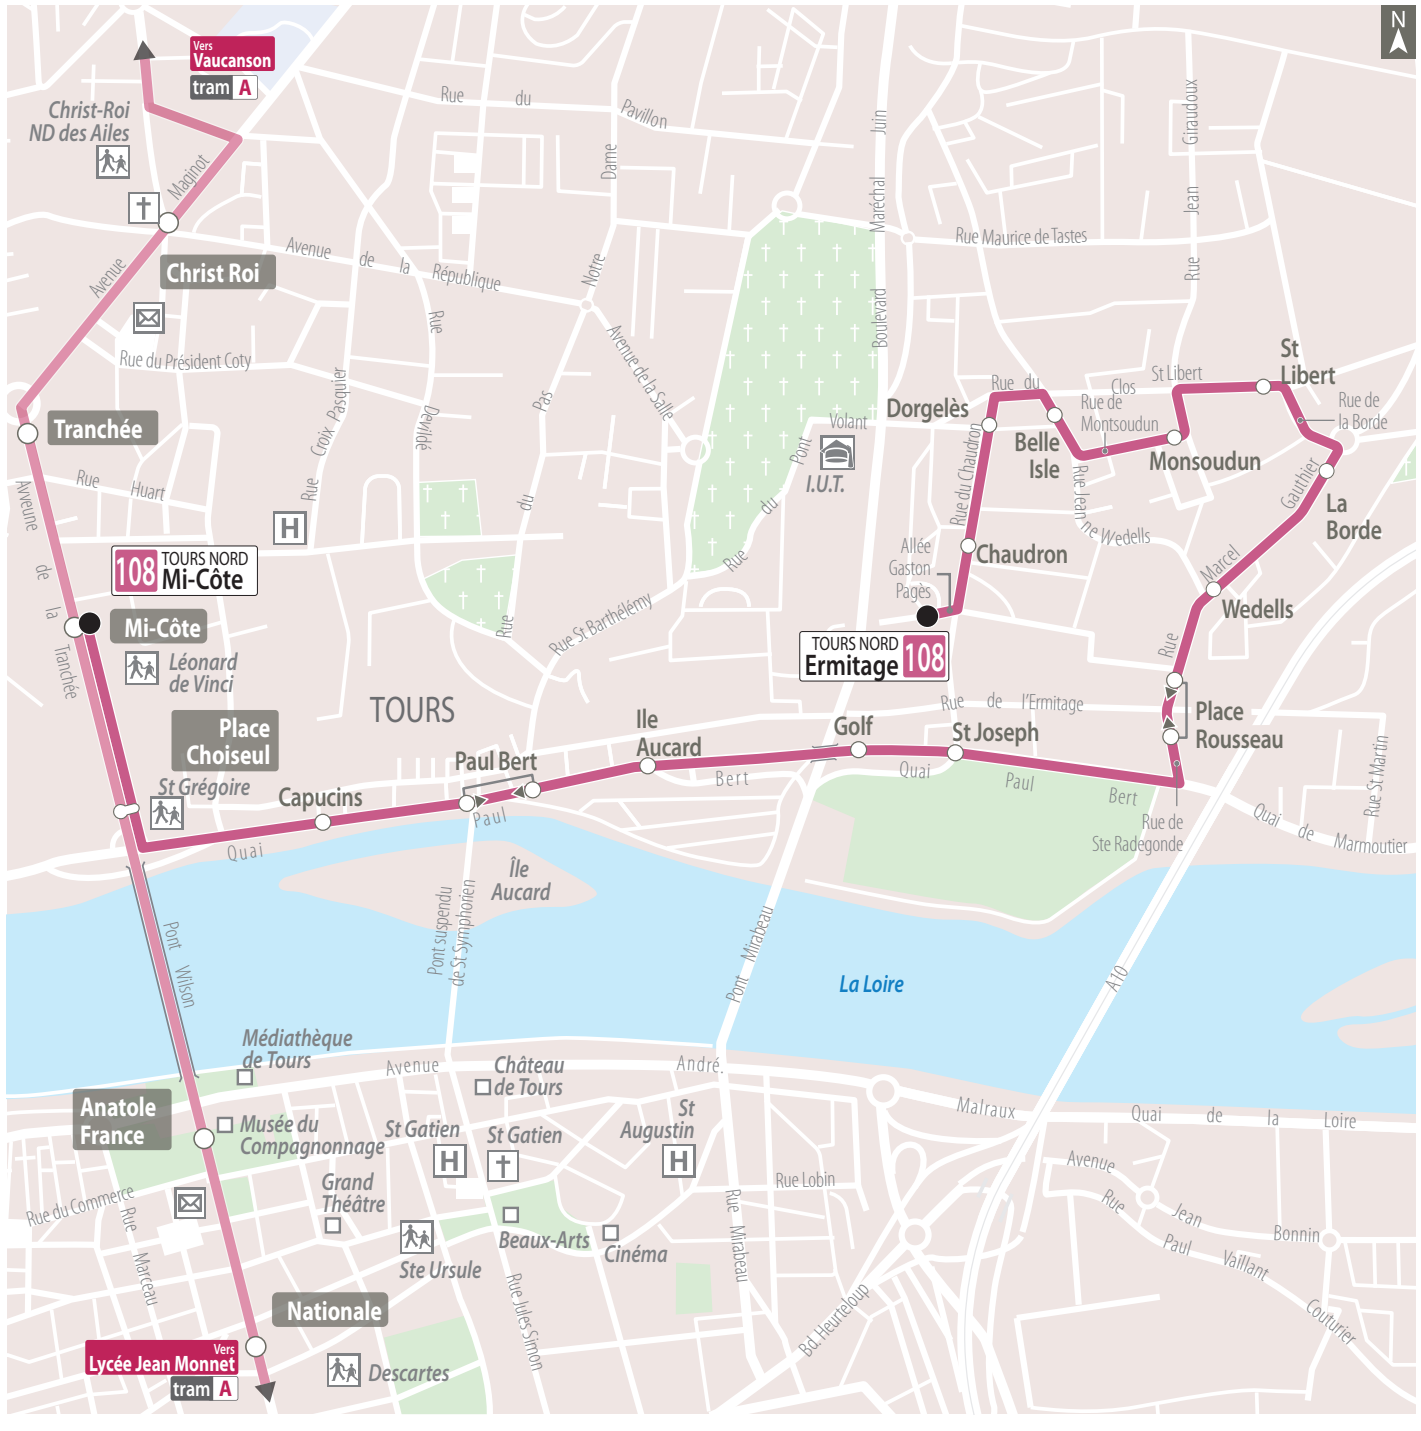 N
Vers
Vaucanson
tram A
Christ-Roi
ND des Ailes
Rue du
Pavillon
Maginot
Avenue
Christ Roi
Avenue de la République
Dame
Notre
Pas
du
Rue
Juin
Maréchal
Boulevard
Giraudoux
Jean
Rue
Rue Maurice de Tastes
Rue du Président Coty
Rue
Devildé
Pasquier
Croix
Rue
Avenue de la Salle
Tranchée
Rue Huart
Avveune
de
la
Tranchée
H
108 TOURS NORD
Mi-Côte
Mi-Côte
Léonard
de Vinci
Place
Choiseul
St Grégoire
TOURS
Volant
Pont
du
Rue
I.U.T.
Rue St Barthélémy
Dorgelès
Rue du
Clos
St Libert
St
Libert
Rue de
Montsoudun
Rue de
la Borde
Belle
Isle
Monsoudun
Rue du Chaudron
Rue Jean
ne Wedells
Gauthier
Marcel
Rue
La
Borde
Chaudron
Allée
Gaston
Pagès
Wedells
TOURS NORD
Ermitage 108
Rue de l'Ermitage
Place
Rousseau
Ile
Aucard
Golf
St Joseph
Paul Bert
Capucins
Quai
Paul
Bert
Quai
Paul
Bert
Rue de
Ste Radegonde
Quai de Marmoutier
Rue St Martin
Île
Aucard
Pont suspendu
de St Symphorien
Pont
Wilson
Pont Mirabeau
La Loire
A10
Médiathèque
de Tours
Avenue
André
Malraux
Quai de la Loire
Château
de Tours
Anatole
France
Musée du
Compagnonnage
St Gatien
H
St Gatien
St
Augustin
H
Rue Lobin
Rue Mirabeau
Grand
Théâtre
Rue du Commerce
Rue
Marceau
Beaux-Arts
Cinéma
Ste Ursule
Rue Jules Simon
Avenue
Jean
Bonnin
Rue
Paul
Vaillant
Couturier
Bd. Heurteloup
Nationale
Vers
Lycée Jean Monnet
tram A
Descartes